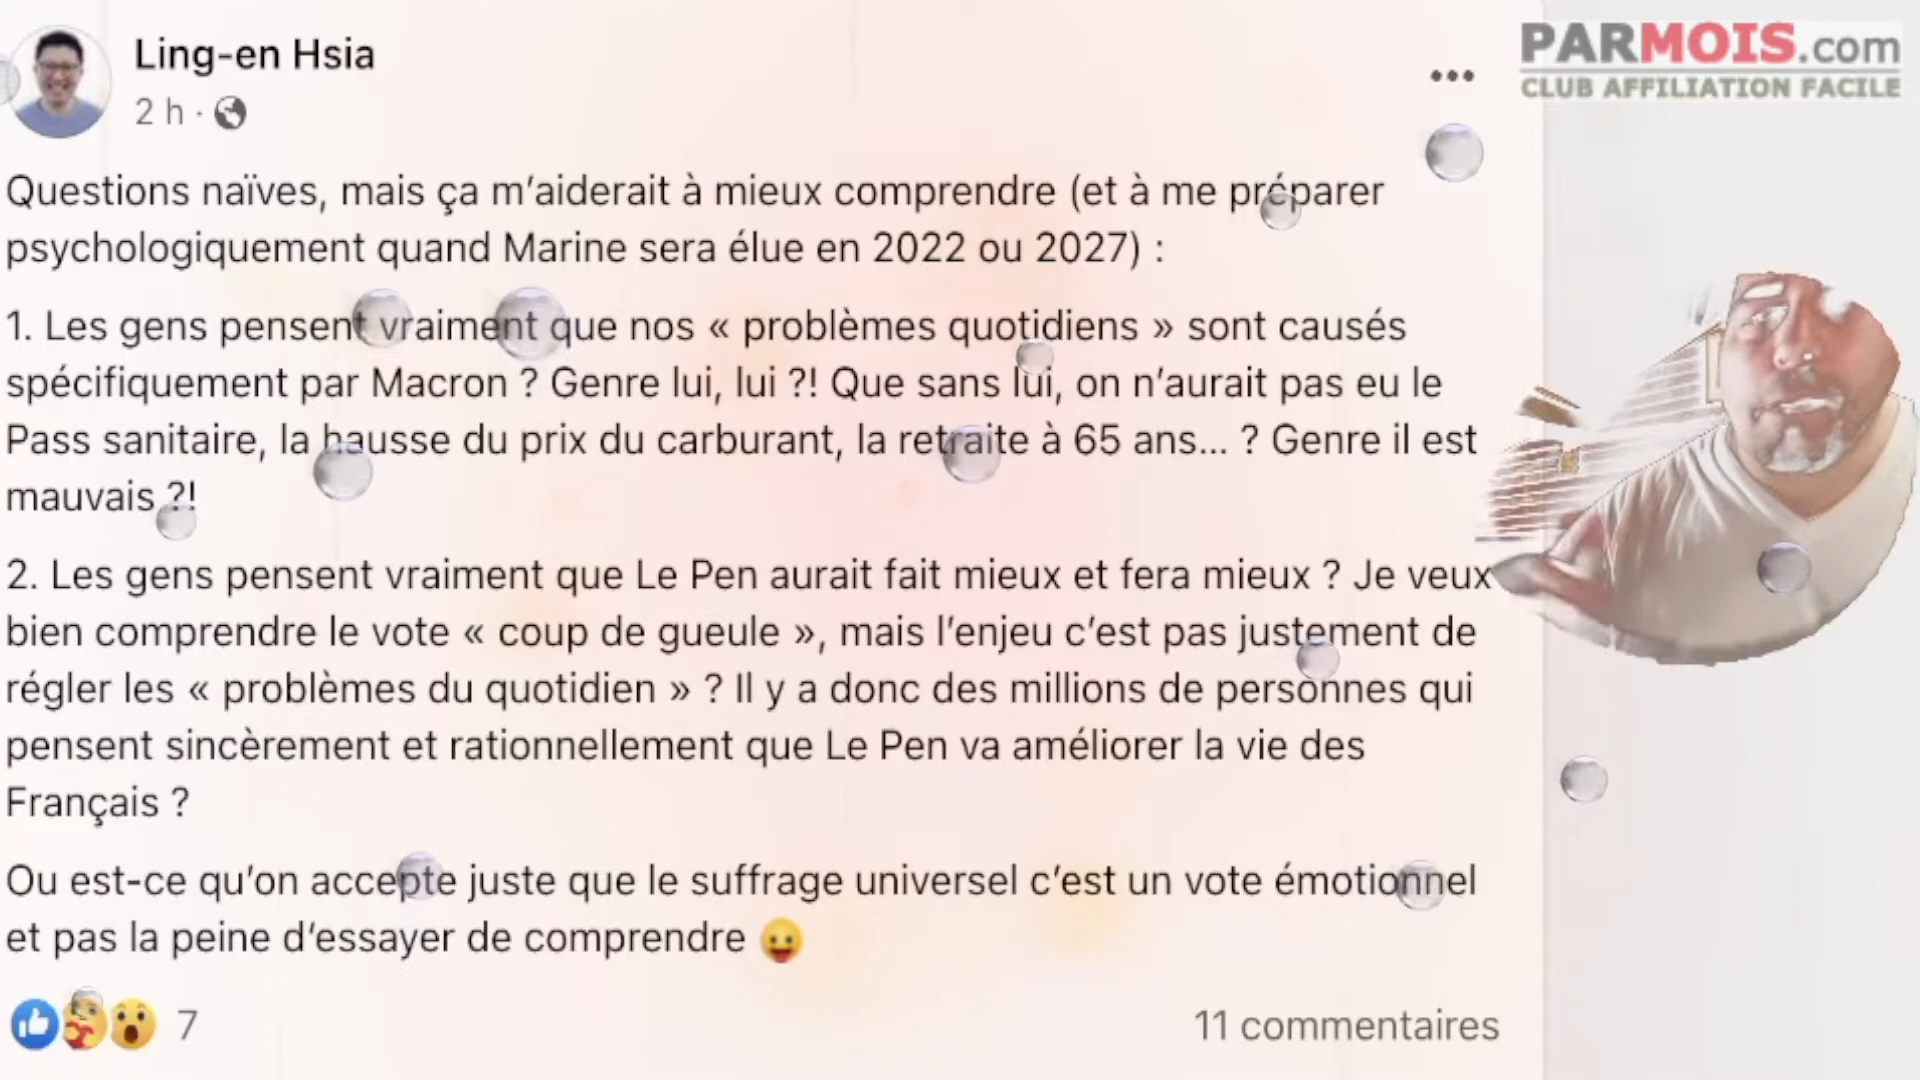 Ling-en Hsia
2 h ·
PARMOIS.com
CLUB AFFILIATION FACILE
Questions naïves, mais ça m’aiderait à mieux comprendre (et à me préparer
psychologiquement quand Marine sera élue en 2022 ou 2027) :
1. Les gens pensent vraiment que nos « problèmes quotidiens » sont causés
spécifiquement par Macron ? Genre lui, lui ?! Que sans lui, on n’aurait pas eu le
Pass sanitaire, la hausse du prix du carburant, la retraite à 65 ans... ? Genre il est
mauvais ?!
2. Les gens pensent vraiment que Le Pen aurait fait mieux et fera mieux ? Je veux
bien comprendre le vote « coup de gueule », mais l’enjeu c’est pas justement de
régler les « problèmes du quotidien » ? Il y a donc des millions de personnes qui
pensent sincèrement et rationnellement que Le Pen va améliorer la vie des
Français ?
Ou est-ce qu’on accepte juste que le suffrage universel c’est un vote émotionnel
et pas la peine d’essayer de comprendre 😛
7
11 commentaires